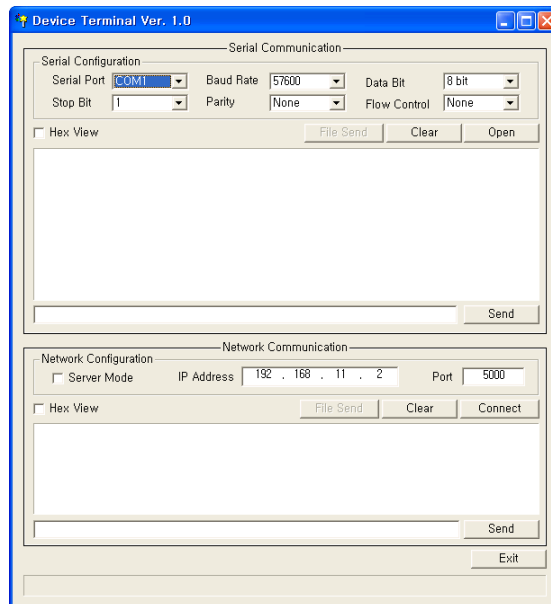 Device Terminal Ver. 1.0
Serial Communication
Serial Configuration
Serial Port COM1 Baud Rate 57600 Data Bit 8 bit
Stop Bit 1 Parity None Flow Control None
Hex View File Send Clear Open
Send
Network Communication
Network Configuration
Server Mode IP Address 192 . 168 . 11 . 2 Port 5000
Hex View File Send Clear Connect
Send
Exit